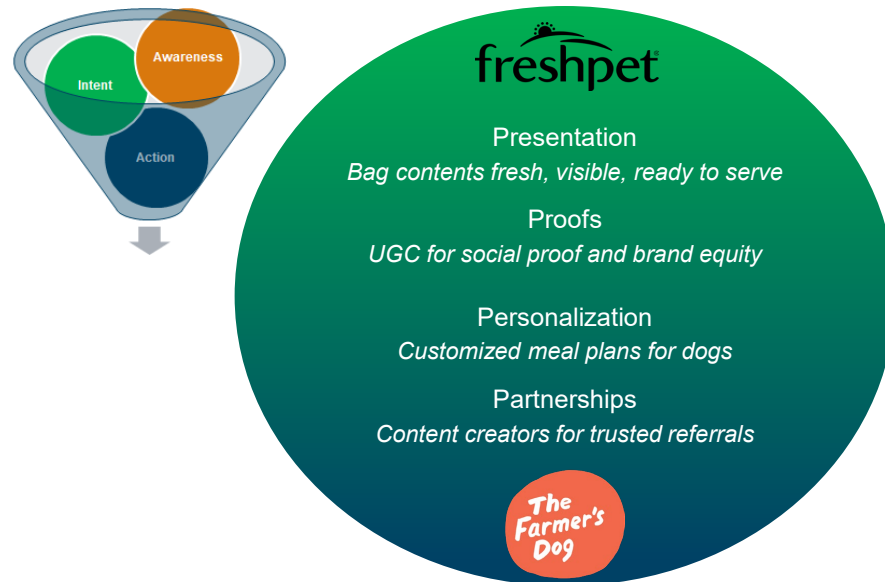 Awareness
Intent
Action
freshpet®
Presentation
Bag contents fresh, visible, ready to serve
Proofs
UGC for social proof and brand equity
Personalization
Customized meal plans for dogs
Partnerships
Content creators for trusted referrals
The
Farmer's
Dog